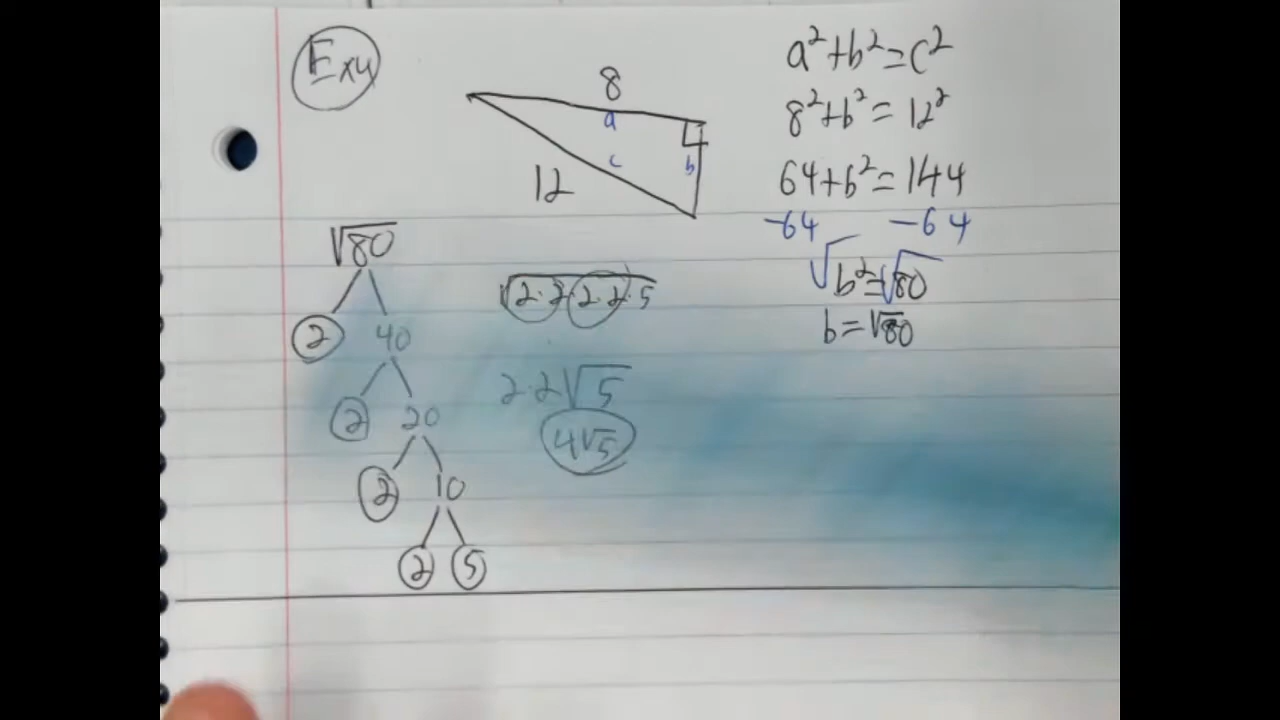 Ex4
8
a
c
b
12
a²+b²=c²
8²+b²=12²
64+b²=144
-64 -64
√b²=√80
b=√80
√80
2 40
2 20
2 10
2 5
√2·2·2·2·5
2·2√5
4√5